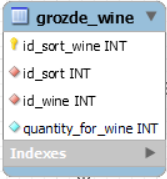 grozde_wine
id_sort_wine INT
id_sort INT
id_wine INT
quantity_for_wine INT
Indexes